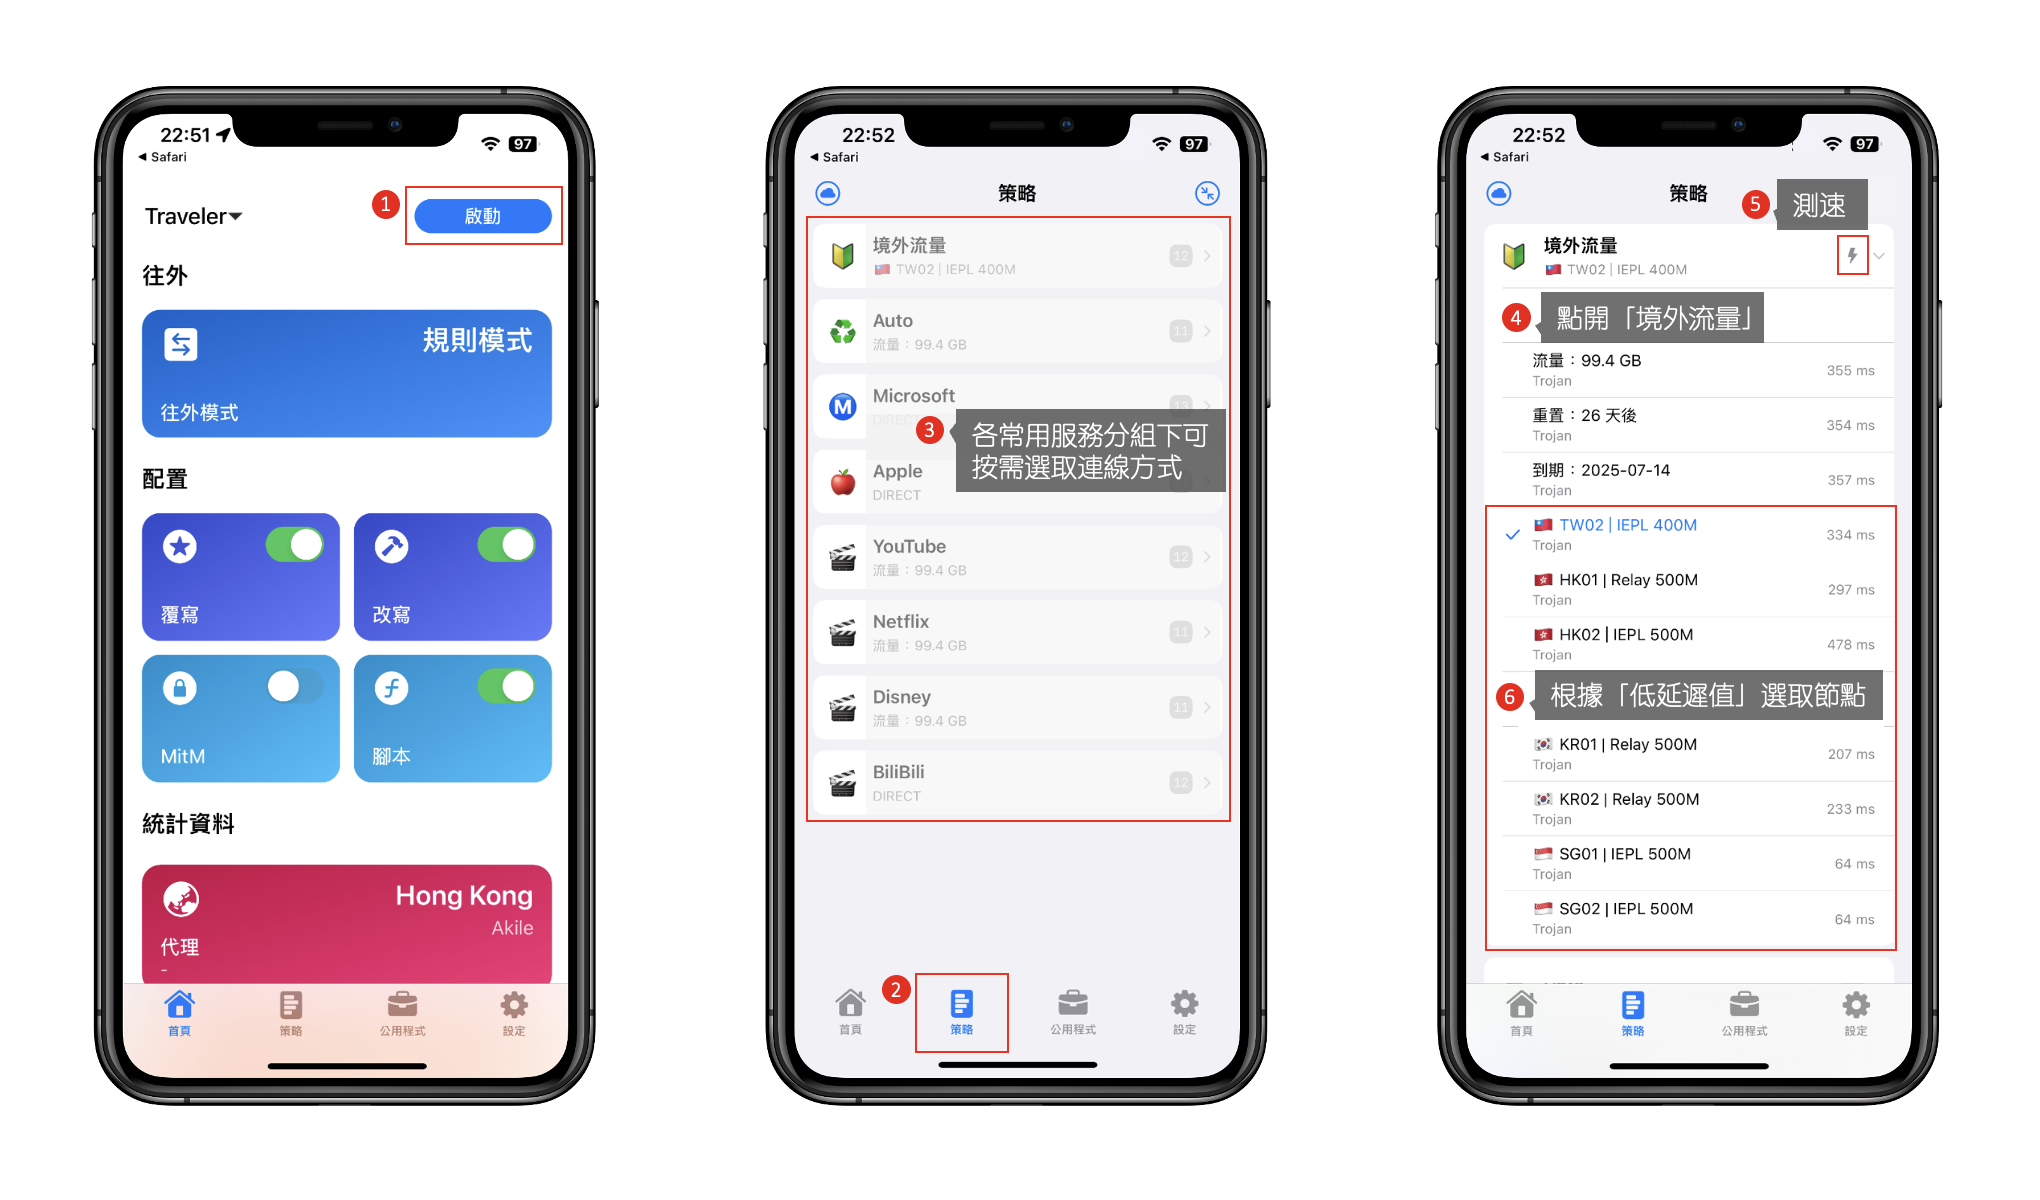 22:51
97
Safari
Traveler
1
啟動
往外
規則模式
往外模式
配置
覆寫
改寫
MitM
腳本
統計資料
Hong Kong
Akile
代理
-
首頁
策略
公用程式
設定
22:52
97
Safari
策略
境外流量
TW02 | IEPL 400M
12
Auto
流量：99.4 GB
11
Microsoft
DIRECT
13
3
各常用服務分組下可
按需選取連線方式
Apple
DIRECT
YouTube
流量：99.4 GB
12
Netflix
流量：99.4 GB
11
Disney
流量：99.4 GB
11
BiliBili
DIRECT
12
2
首頁
策略
公用程式
設定
22:52
97
Safari
策略
5
測速
境外流量
TW02 | IEPL 400M
4
點開「境外流量」
流量：99.4 GB
Trojan
355 ms
重置：26 天後
Trojan
354 ms
到期：2025-07-14
Trojan
357 ms
TW02 | IEPL 400M
Trojan
334 ms
HK01 | Relay 500M
Trojan
297 ms
HK02 | IEPL 500M
Trojan
478 ms
6
根據「低延遲值」選取節點
KR01 | Relay 500M
Trojan
207 ms
KR02 | Relay 500M
Trojan
233 ms
SG01 | IEPL 500M
Trojan
64 ms
SG02 | IEPL 500M
Trojan
64 ms
首頁
策略
公用程式
設定